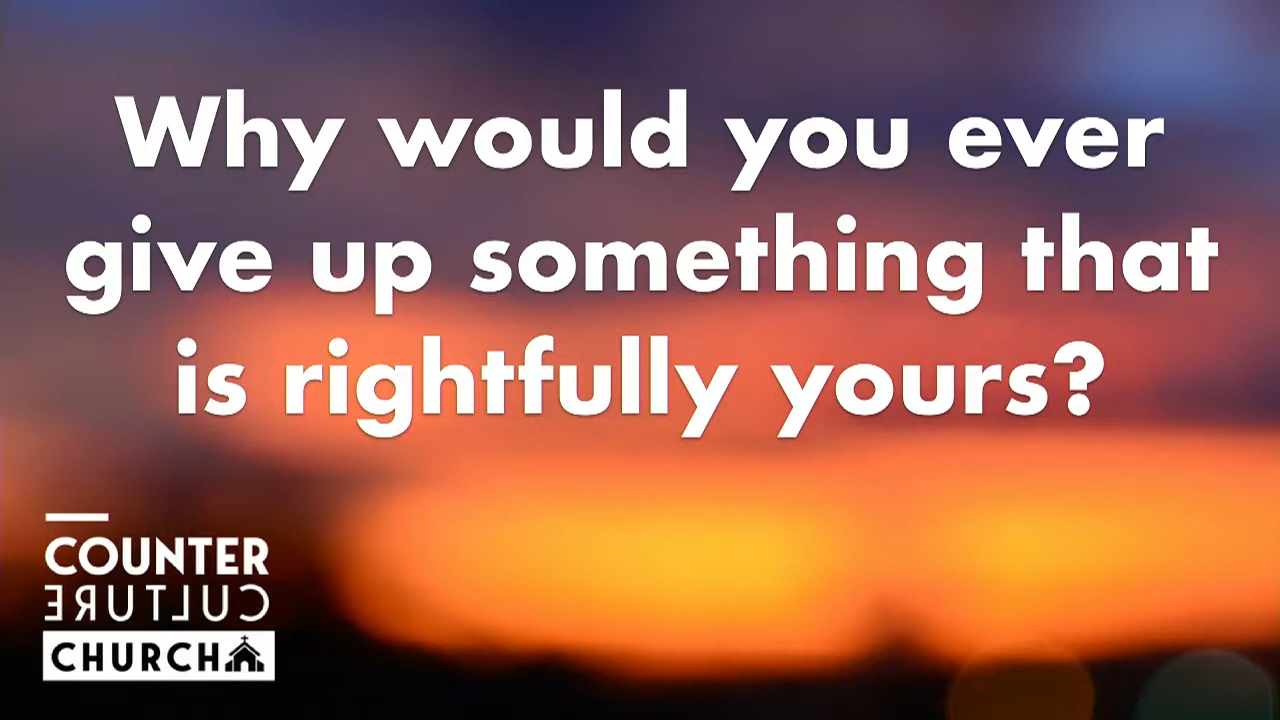 Why would you ever
give up something that
is rightfully yours?
COUNTER
CULTURE
CHURCH